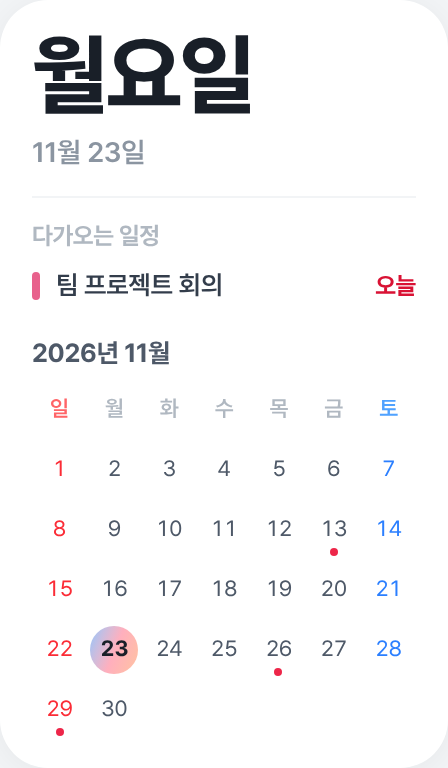 월요일
11월 23일
다가오는 일정
팀 프로젝트 회의 오늘
2026년 11월
일 월 화 수 목 금 토
1 2 3 4 5 6 7
8 9 10 11 12 13 14
15 16 17 18 19 20 21
22 23 24 25 26 27 28
29 30